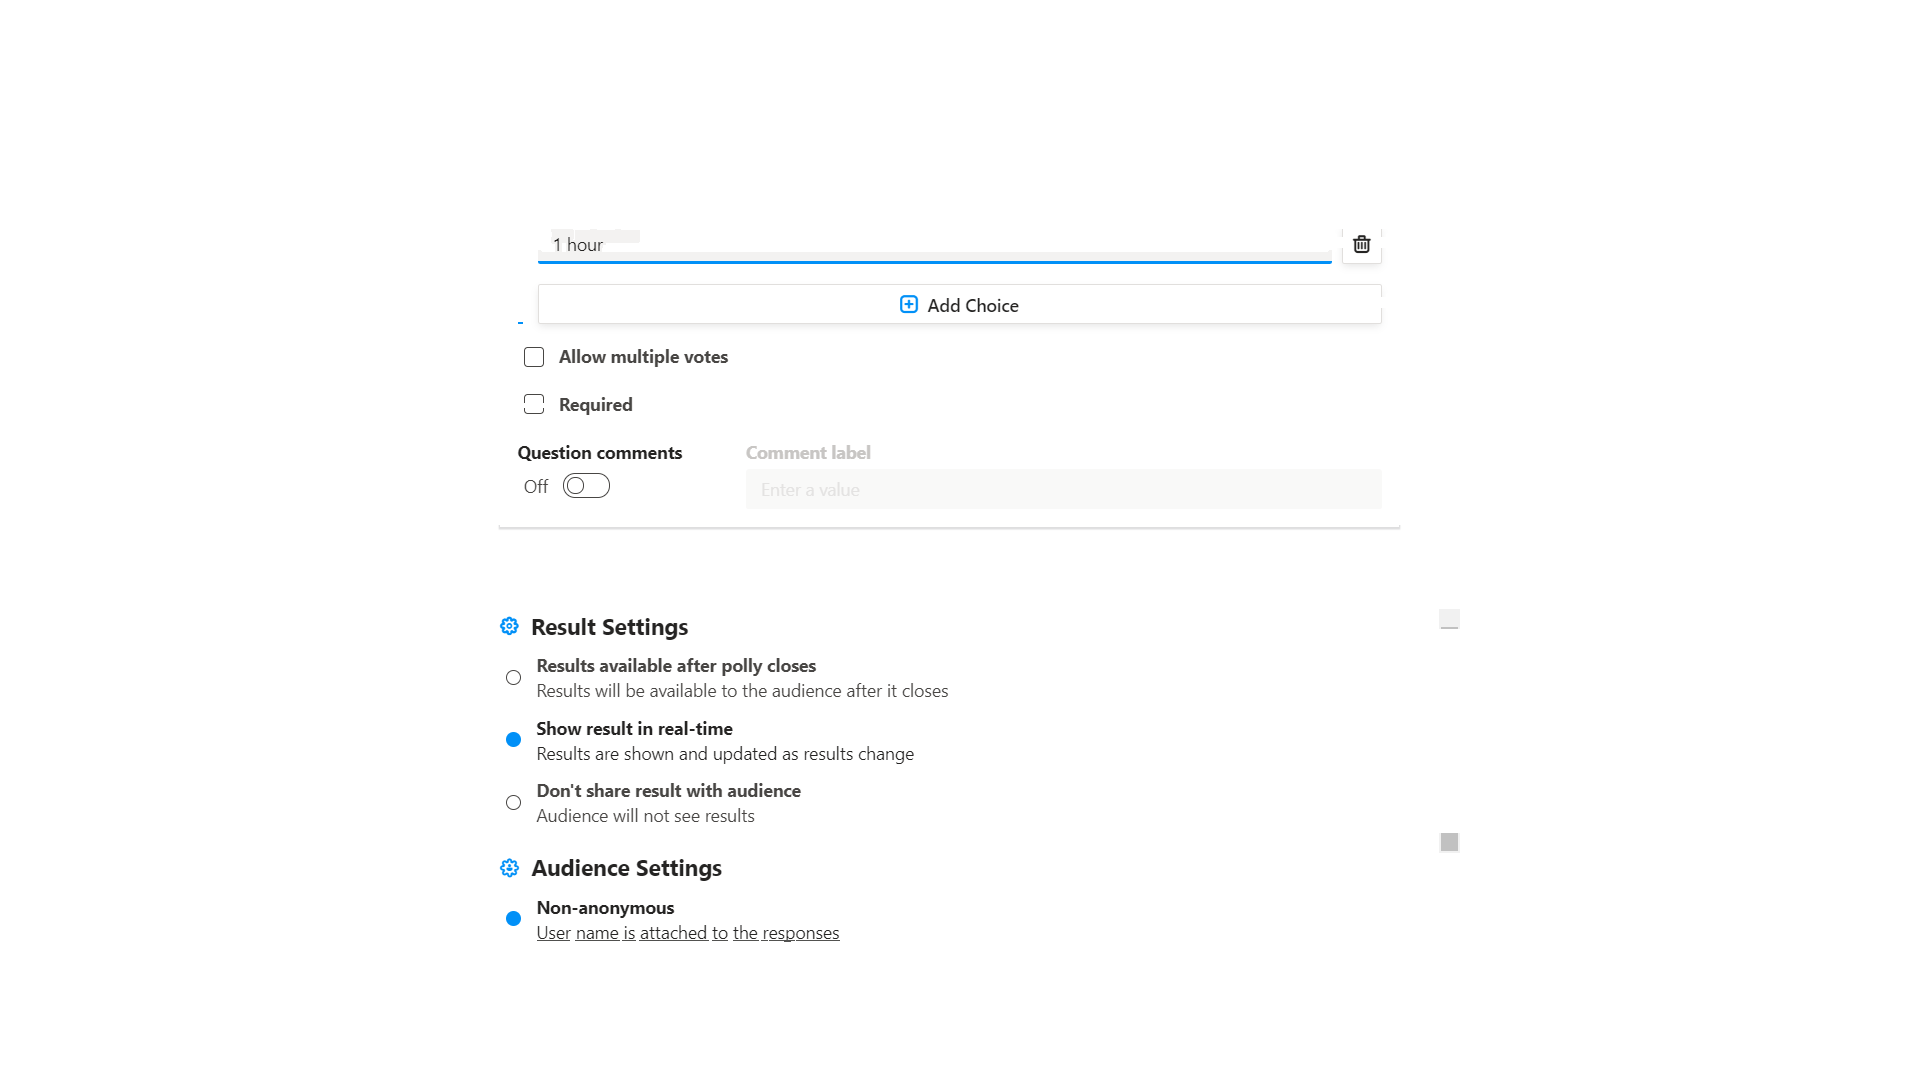 1 hour
Add Choice
Allow multiple votes
Required
Question comments
Comment label
Off
Enter a value
Result Settings
Results available after polly closes
Results will be available to the audience after it closes
Show result in real-time
Results are shown and updated as results change
Don't share result with audience
Audience will not see results
Audience Settings
Non-anonymous
User name is attached to the responses